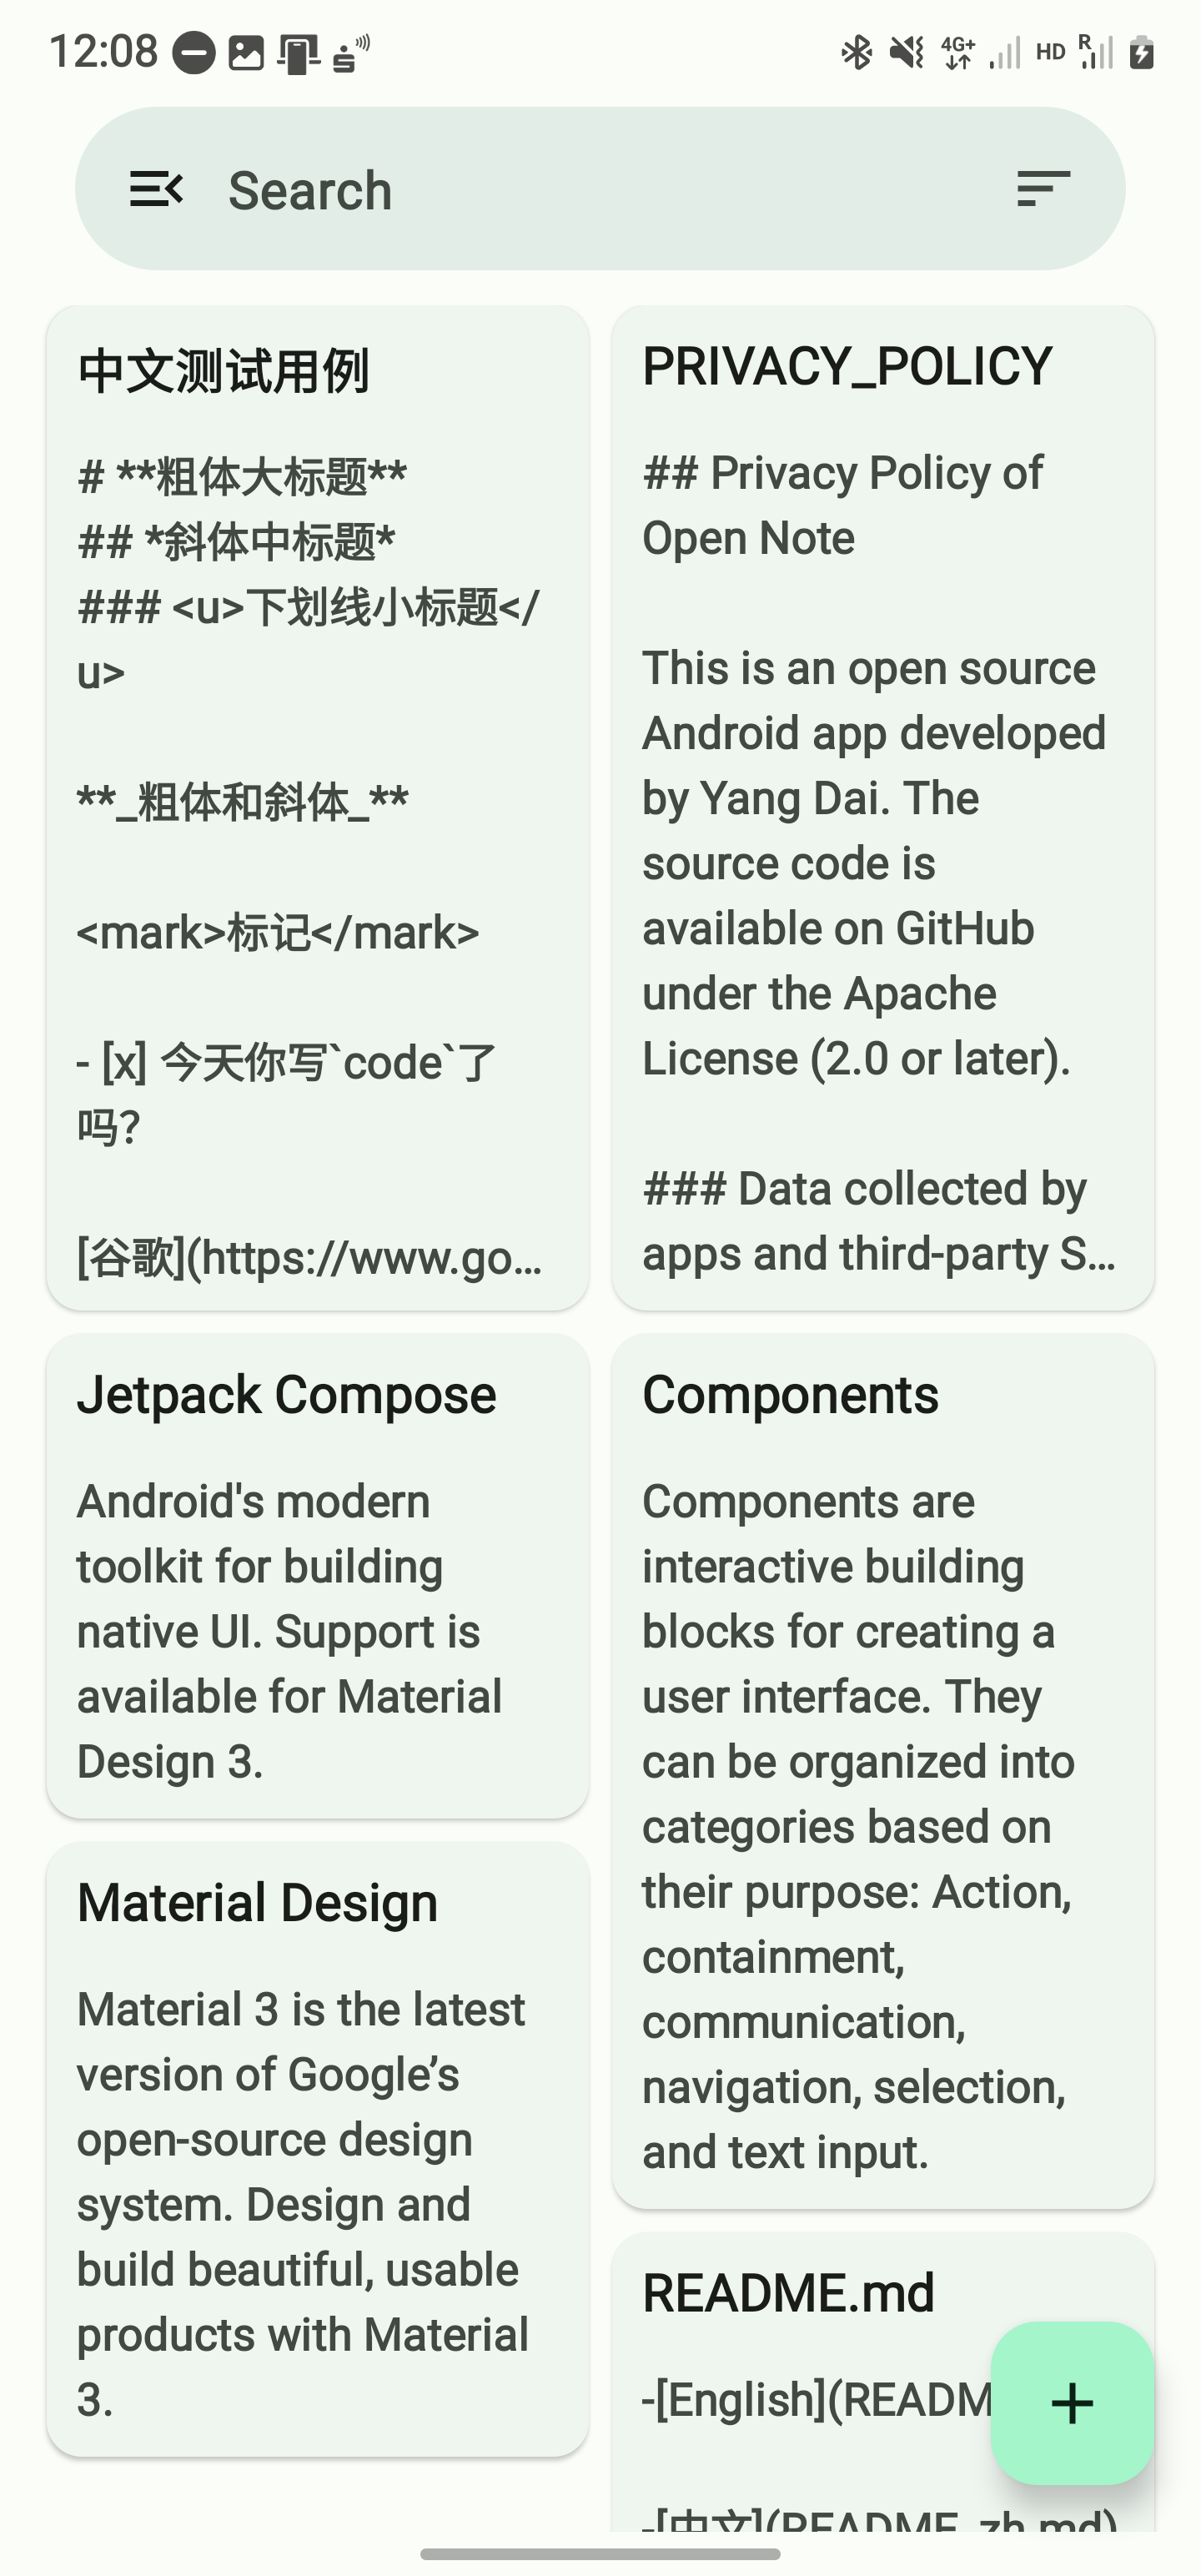 12:08
4G+
HD
R
Search
中文测试用例
# **粗体大标题**
## *斜体中标题*
### <u>下划线小标题</
u>
**_粗体和斜体_**
<mark>标记</mark>
- [x] 今天你写`code`了
吗?
[谷歌](https://www.go...
PRIVACY_POLICY
## Privacy Policy of
Open Note
This is an open source
Android app developed
by Yang Dai. The
source code is
available on GitHub
under the Apache
License (2.0 or later).
### Data collected by
apps and third-party S...
Jetpack Compose
Android's modern
toolkit for building
native UI. Support is
available for Material
Design 3.
Components
Components are
interactive building
blocks for creating a
user interface. They
can be organized into
categories based on
their purpose: Action,
containment,
communication,
navigation, selection,
and text input.
Material Design
Material 3 is the latest
version of Google’s
open-source design
system. Design and
build beautiful, usable
products with Material
3.
README.md
-[English](READM
-[中文](README_zh.md)